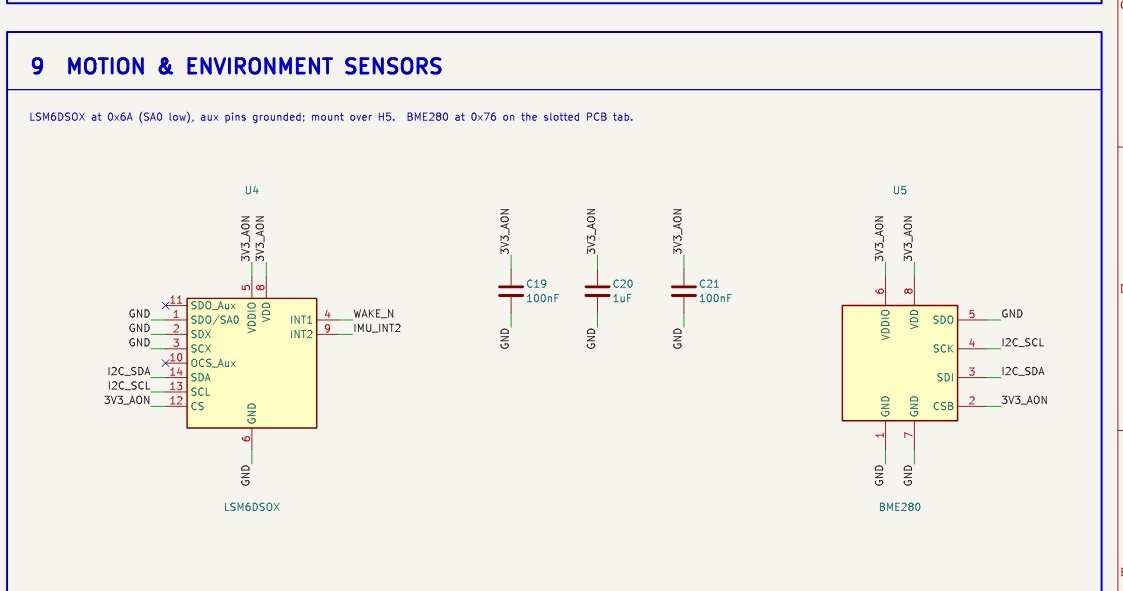 9 MOTION & ENVIRONMENT SENSORS
LSM6DSOX at 0x6A (SA0 low), aux pins grounded; mount over H5. BME280 at 0x76 on the slotted PCB tab.
U4
3V3_AON
3V3_AON
5
8
VDDIO
VDD
11 SDO_Aux
GND 1 SDO/SA0
GND 2 SDX
GND 3 SCX
10 OCS_Aux
I2C_SDA 14 SDA
I2C_SCL 13 SCL
3V3_AON 12 CS
INT1 4 WAKE_N
INT2 9 IMU_INT2
GND
6
GND
LSM6DSOX
3V3_AON
C19
100nF
GND
3V3_AON
C20
1uF
GND
3V3_AON
C21
100nF
GND
U5
3V3_AON
3V3_AON
6
8
VDDIO
VDD
SDO 5 GND
SCK 4 I2C_SCL
SDI 3 I2C_SDA
CSB 2 3V3_AON
GND
GND
1
7
GND
GND
BME280